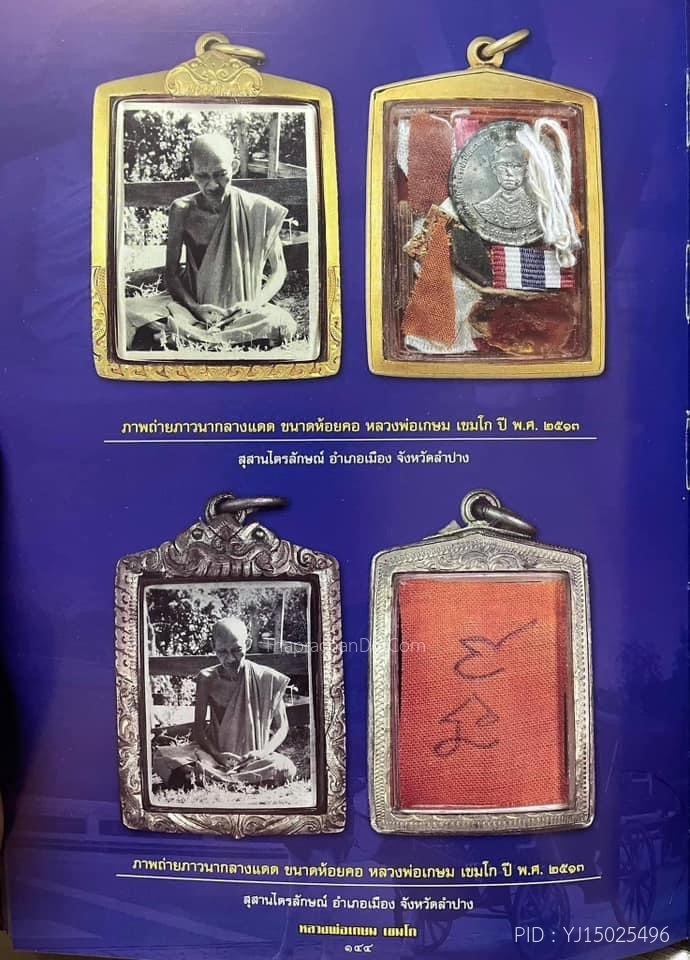 ภาพถ่ายภาวนากลางแดด ขนาดห้อยคอ หลวงพ่อเกษม เขมโก ปี พ.ศ. ๒๕๑๓
สุสานไตรลักษณ์ อำเภอเมือง จังหวัดลำปาง
ThaprachanDD.Com
ภาพถ่ายภาวนากลางแดด ขนาดห้อยคอ หลวงพ่อเกษม เขมโก ปี พ.ศ. ๒๕๑๓
สุสานไตรลักษณ์ อำเภอเมือง จังหวัดลำปาง
หลวงพ่อเกษม เขมโก
๑๔๔
PID : YJ15025496